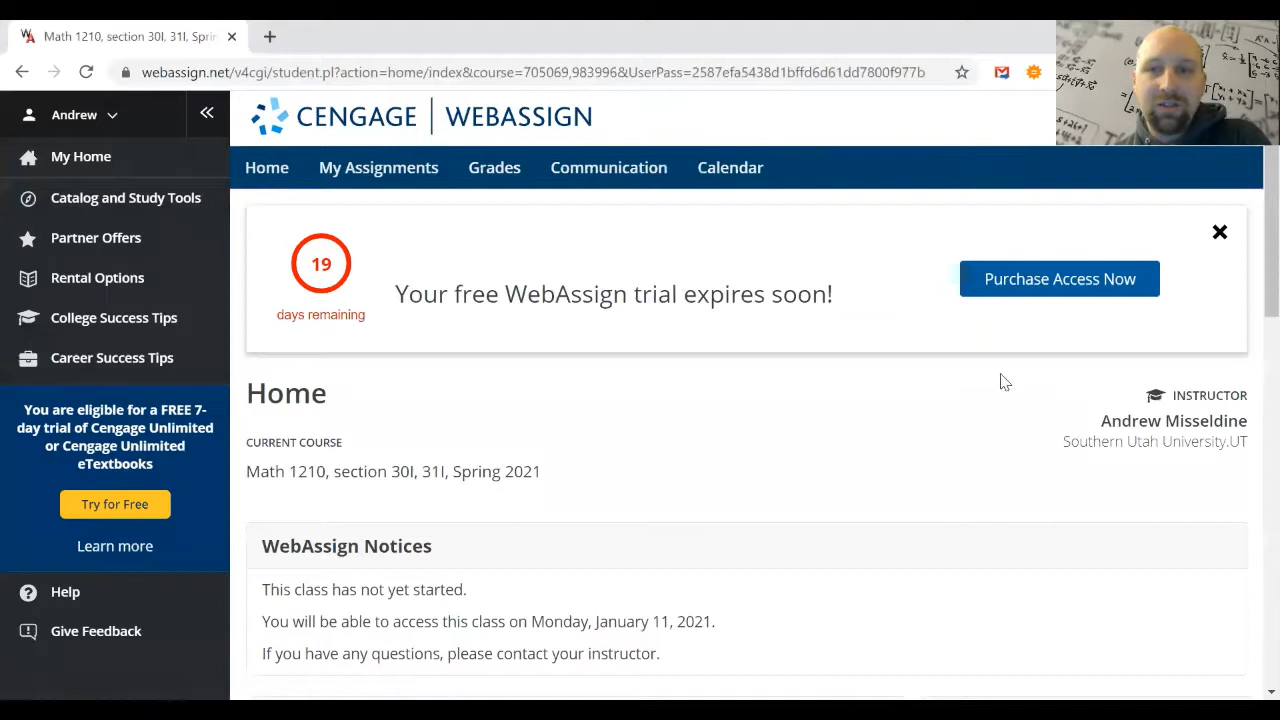 Math 1210, section 30I, 31I, Sprin
webassign.net/v4cgi/student.pl?action=home/index&course=705069,983996&UserPass=2587efa5438d1bffd6d61dd7800f977b
Andrew
CENGAGE | WEBASSIGN
My Home
Home My Assignments Grades Communication Calendar
Catalog and Study Tools
Partner Offers
Rental Options
College Success Tips
Career Success Tips
19
days remaining
Your free WebAssign trial expires soon!
Purchase Access Now
You are eligible for a FREE 7-
day trial of Cengage Unlimited
or Cengage Unlimited
eTextbooks
Try for Free
Learn more
Help
Give Feedback
Home
INSTRUCTOR
Andrew Misseldine
Southern Utah University.UT
CURRENT COURSE
Math 1210, section 30I, 31I, Spring 2021
WebAssign Notices
This class has not yet started.
You will be able to access this class on Monday, January 11, 2021.
If you have any questions, please contact your instructor.